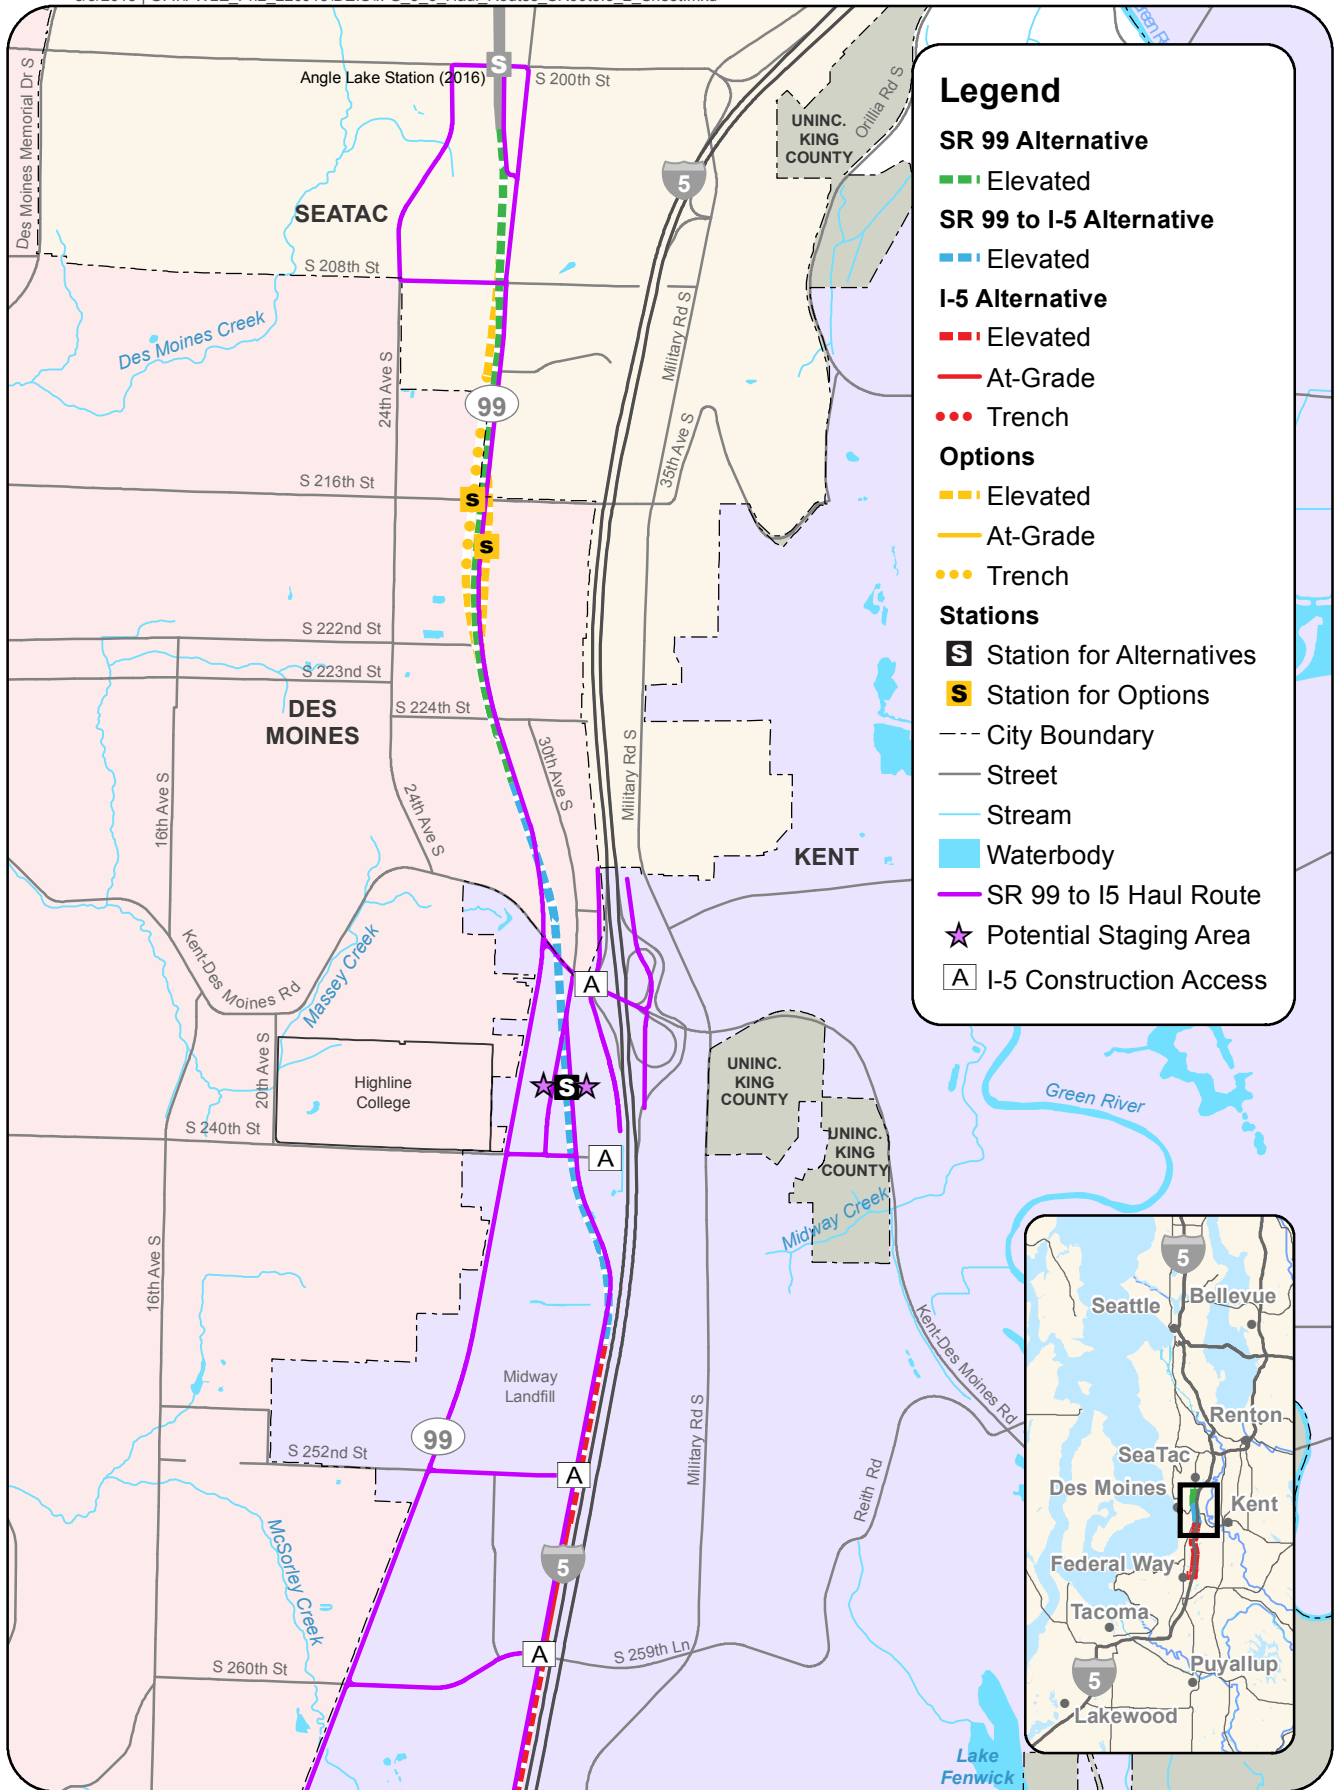 Angle Lake Station (2016)
S
S 200th St
Des Moines Memorial Dr S
SEATAC
S 208th St
Des Moines Creek
24th Ave S
99
5
UNINC.
KING
COUNTY
Orillia Rd S
Military Rd S
35th Ave S
S 216th St
S
S
S 222nd St
S 223rd St
DES
MOINES
S 224th St
30th Ave S
Military Rd S
16th Ave S
24th Ave S
KENT
Kent-Des Moines Rd
Massey Creek
A
20th Ave S
Highline
College
S
UNINC.
KING
COUNTY
UNINC.
KING
COUNTY
Green River
S 240th St
A
Midway Creek
16th Ave S
Kent-Des Moines Rd
Midway
Landfill
99
S 252nd St
A
Military Rd S
Reith Rd
McSorley Creek
5
A
S 259th Ln
S 260th St
Lake
Fenwick
Legend
SR 99 Alternative
Elevated
SR 99 to I-5 Alternative
Elevated
I-5 Alternative
Elevated
At-Grade
Trench
Options
Elevated
At-Grade
Trench
Stations
S Station for Alternatives
S Station for Options
City Boundary
Street
Stream
Waterbody
SR 99 to I5 Haul Route
Potential Staging Area
A I-5 Construction Access
5
Seattle
Bellevue
Renton
SeaTac
Des Moines
Kent
Federal Way
Tacoma
Puyallup
5
Lakewood